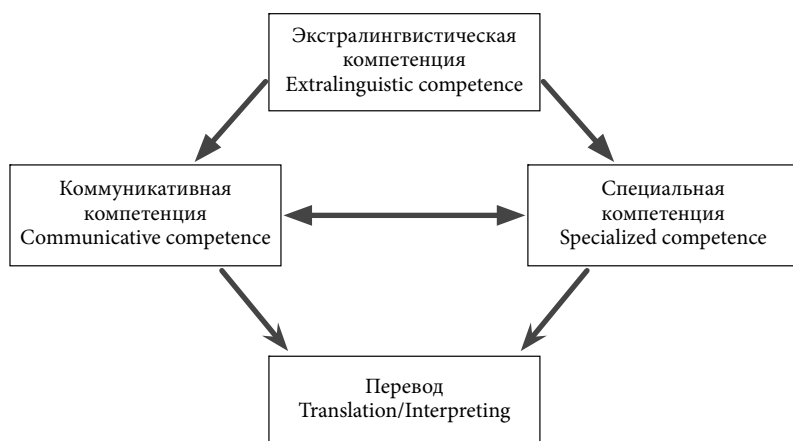 Экстралингвистическая
компетенция
Extralinguistic competence
Коммуникативная
компетенция
Communicative competence
Специальная
компетенция
Specialized competence
Перевод
Translation/Interpreting